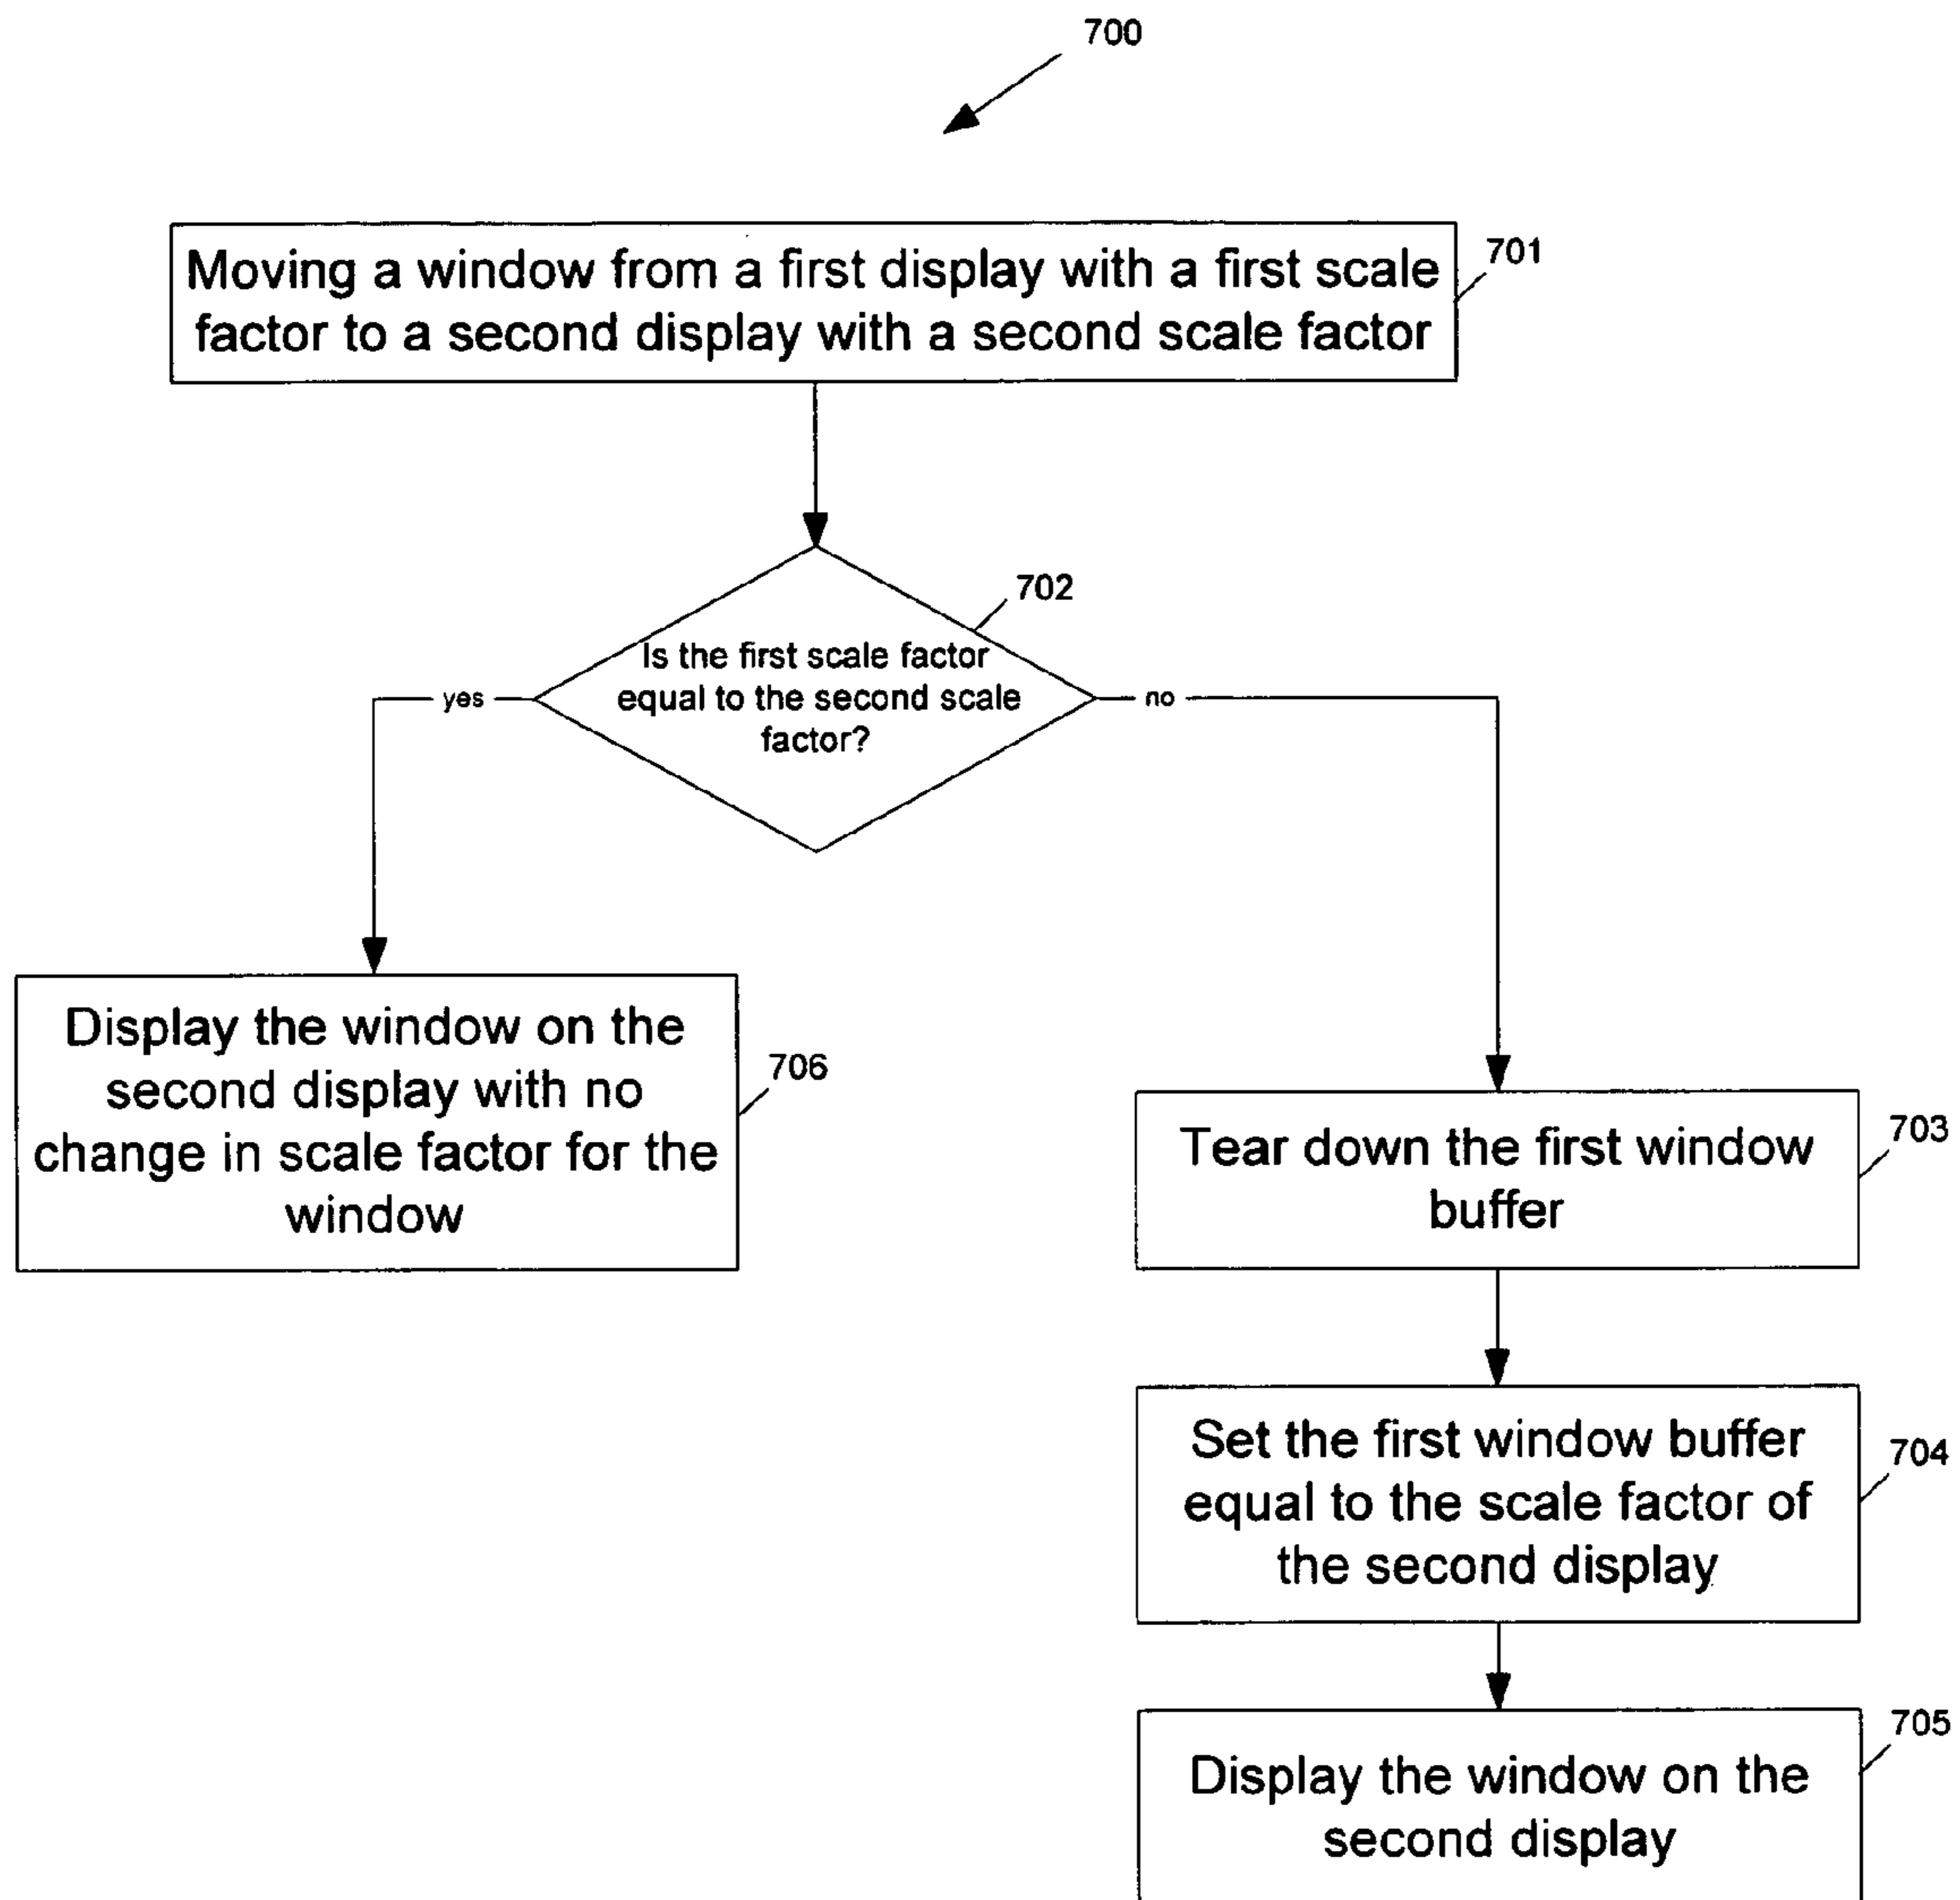 700
Moving a window from a first display with a first scale
factor to a second display with a second scale factor
701
702
Is the first scale factor
equal to the second scale
factor?
yes
no
Display the window on the
second display with no
change in scale factor for the
window
706
Tear down the first window
buffer
703
Set the first window buffer
equal to the scale factor of
the second display
704
Display the window on the
second display
705